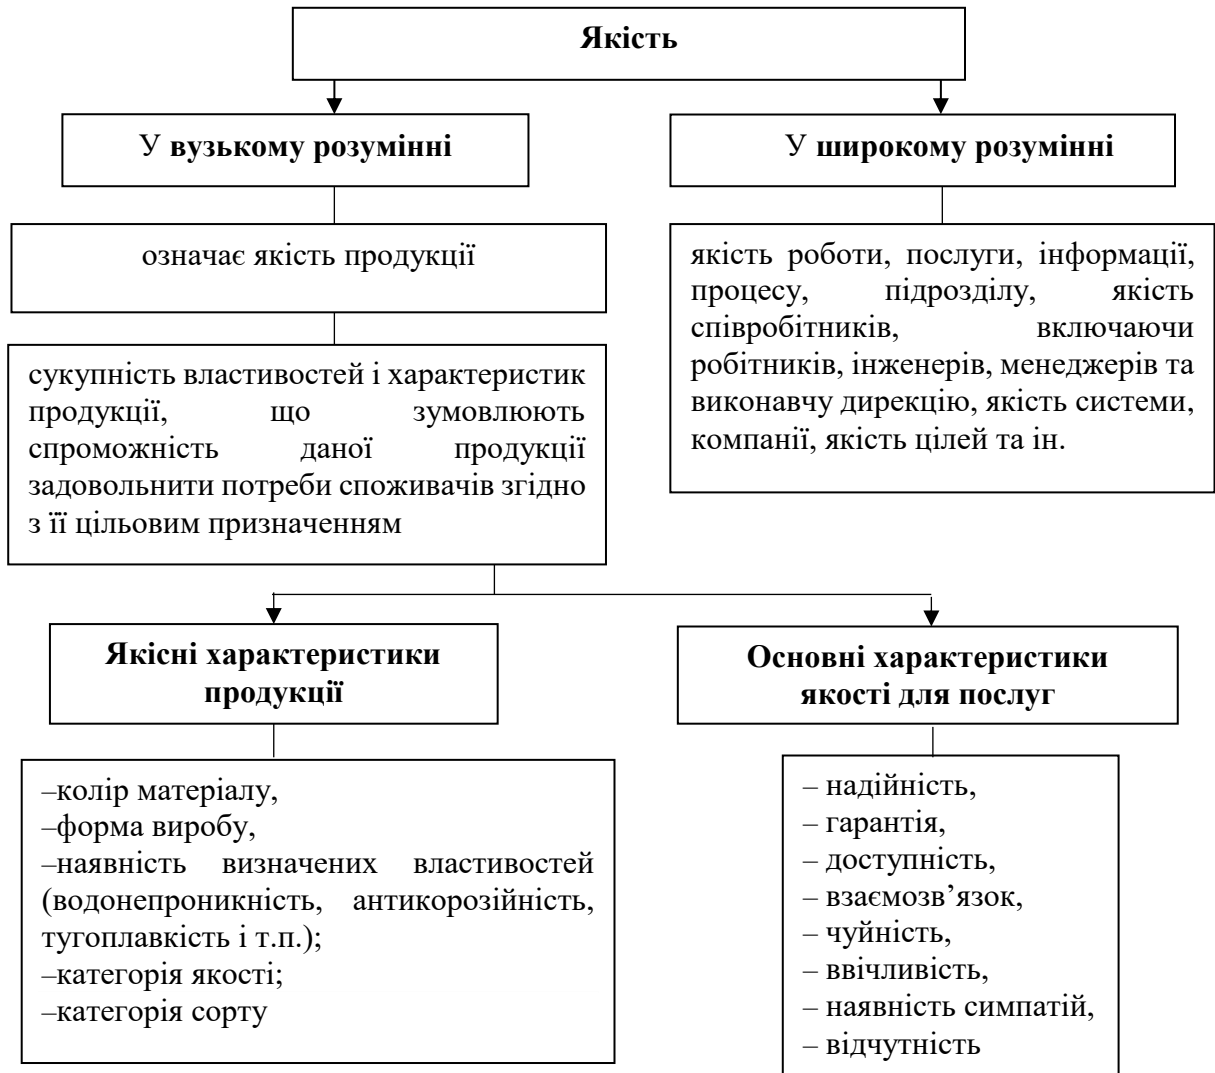 Якість
У вузькому розумінні
У широкому розумінні
означає якість продукції
якість роботи, послуги, інформації,
процесу, підрозділу, якість
співробітників, включаючи
робітників, інженерів, менеджерів та
виконавчу дирекцію, якість системи,
компанії, якість цілей та ін.
сукупність властивостей і характеристик
продукції, що зумовлюють
спроможність даної продукції
задовольнити потреби споживачів згідно
з її цільовим призначенням
Якісні характеристики
продукції
Основні характеристики
якості для послуг
–колір матеріалу,
–форма виробу,
–наявність визначених властивостей
(водонепроникність, антикорозійність,
тугоплавкість і т.п.);
–категорія якості;
–категорія сорту
– надійність,
– гарантія,
– доступність,
– взаємозв’язок,
– чуйність,
– ввічливість,
– наявність симпатій,
– відчутність